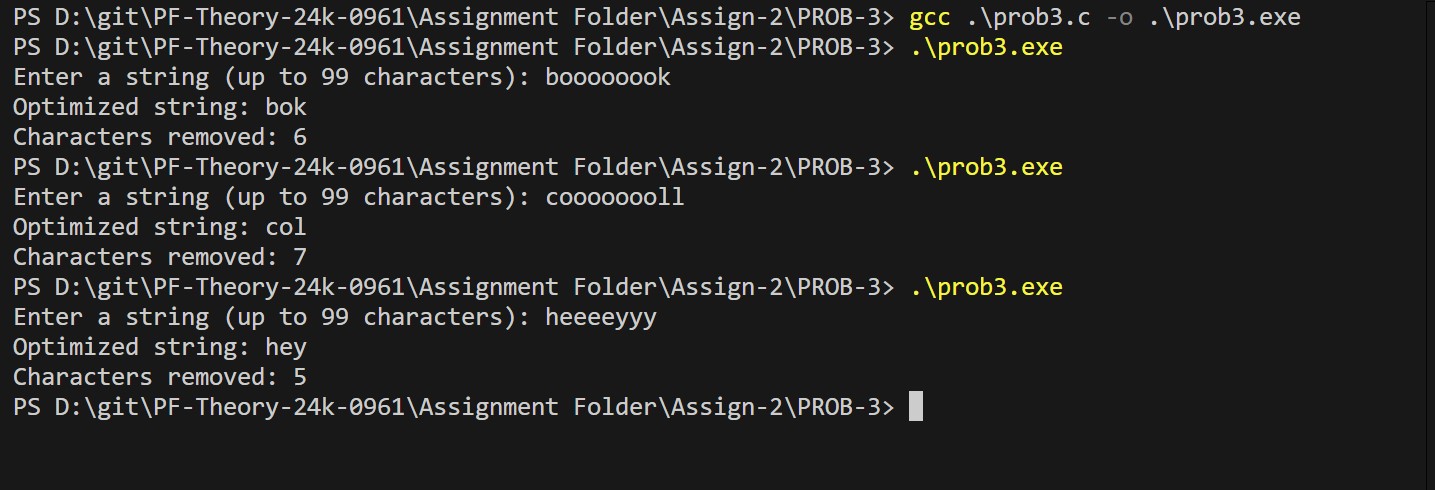 PS D:\git\PF-Theory-24k-0961\Assignment Folder\Assign-2\PROB-3> gcc .\prob3.c -o .\prob3.exe
PS D:\git\PF-Theory-24k-0961\Assignment Folder\Assign-2\PROB-3> .\prob3.exe
Enter a string (up to 99 characters): boooooook
Optimized string: bok
Characters removed: 6
PS D:\git\PF-Theory-24k-0961\Assignment Folder\Assign-2\PROB-3> .\prob3.exe
Enter a string (up to 99 characters): coooooooll
Optimized string: col
Characters removed: 7
PS D:\git\PF-Theory-24k-0961\Assignment Folder\Assign-2\PROB-3> .\prob3.exe
Enter a string (up to 99 characters): heeeeyyy
Optimized string: hey
Characters removed: 5
PS D:\git\PF-Theory-24k-0961\Assignment Folder\Assign-2\PROB-3>